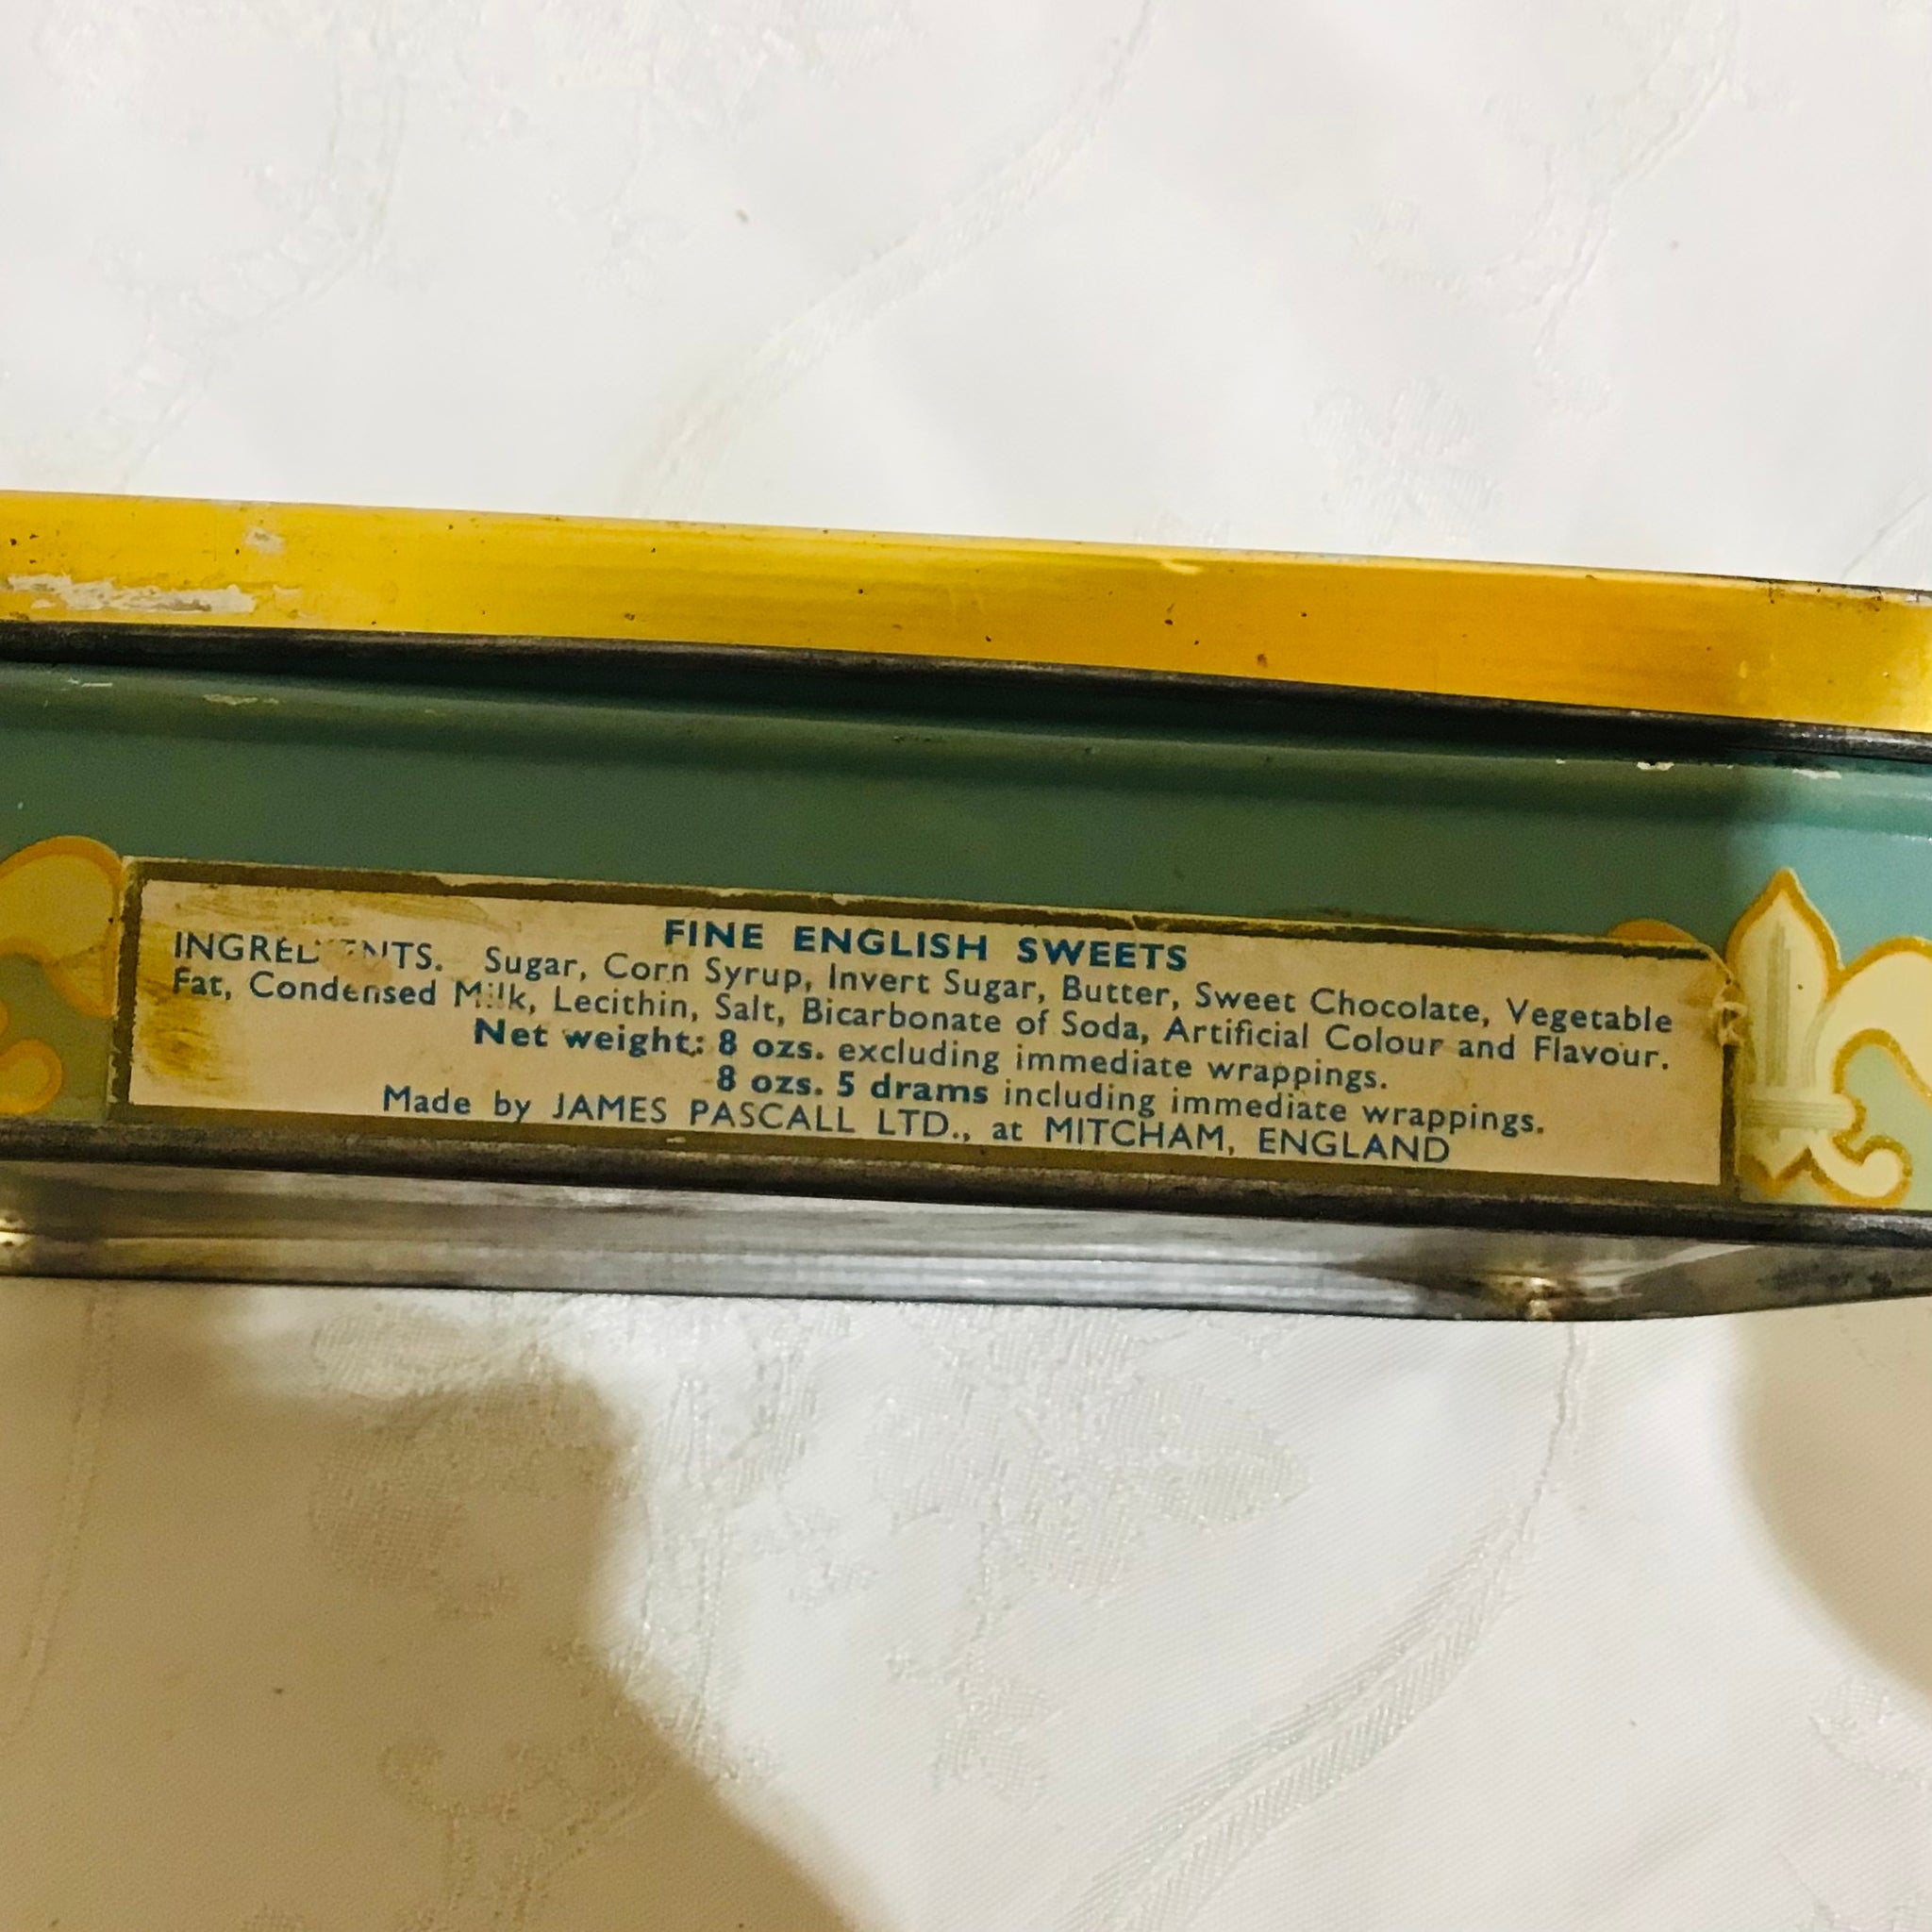 FINE ENGLISH SWEETS
INGREDIENTS. Sugar, Corn Syrup, Invert Sugar, Butter, Sweet Chocolate, Vegetable
Fat, Condensed Milk, Lecithin, Salt, Bicarbonate of Soda, Artificial Colour and Flavour.
Net weight: 8 ozs. excluding immediate wrappings.
8 ozs. 5 drams including immediate wrappings.
Made by JAMES PASCALL LTD., at MITCHAM, ENGLAND